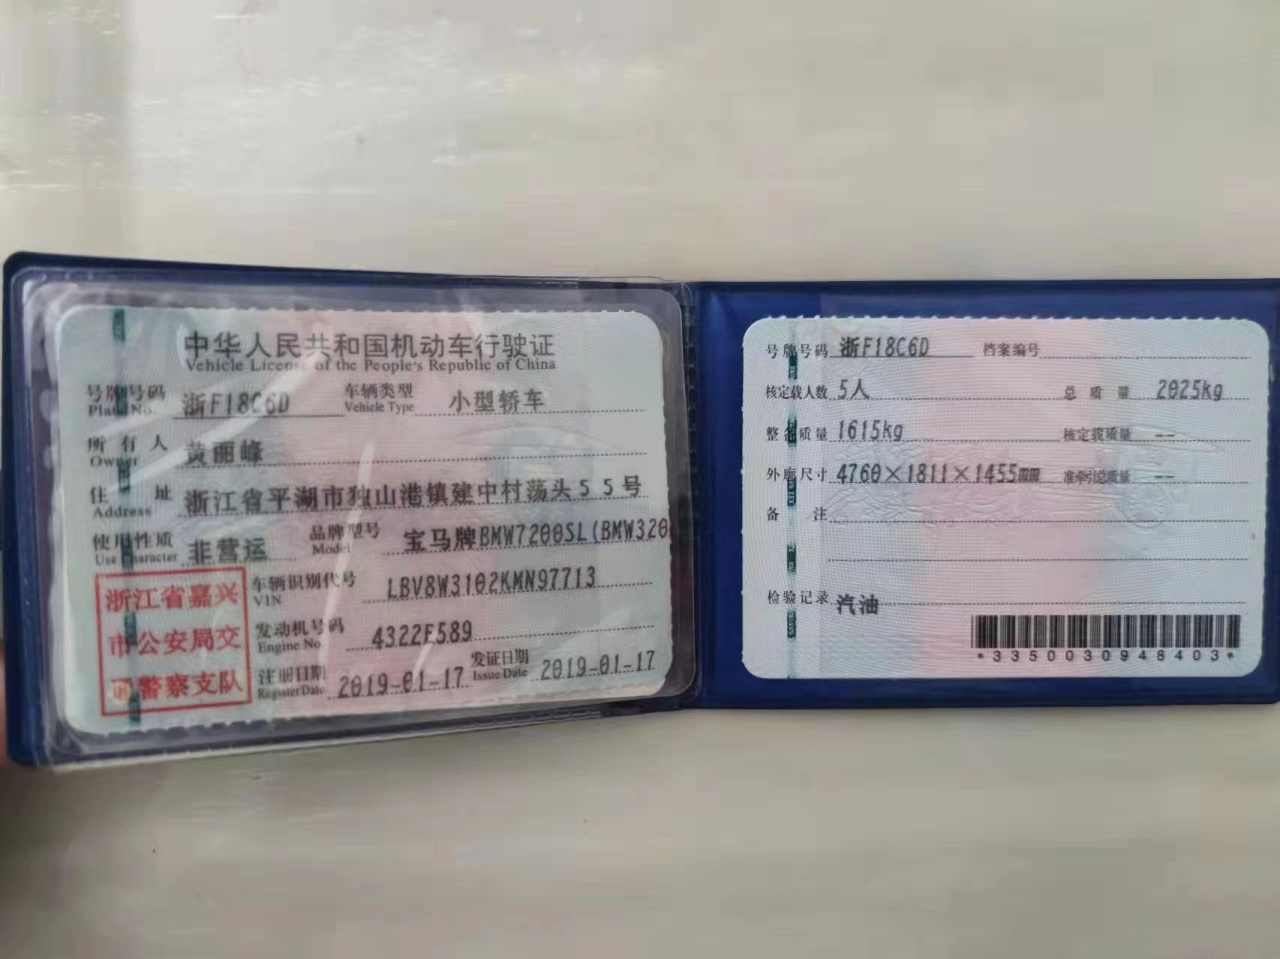 中华人民共和国机动车行驶证
Vehicle License of the People's Republic of China
号牌号码 Plate No. 浙F18C6D 车辆类型 Vehicle Type 小型轿车
所有人 Owner 黄丽峰
住址 Address 浙江省平湖市独山港镇建中村荡头55号
使用性质 Use Character 非营运 品牌型号 Model 宝马牌BMW7200SL(BMW320
车辆识别代号 VIN LBV8W3102KMN97713
发动机号码 Engine No. 4322E589
注册日期 Register Date 2019-01-17 发证日期 Issue Date 2019-01-17
浙江省嘉兴
市公安局交
通警察支队
号牌号码 浙F18C6D 档案编号
核定载人数 5人 总质量 2025kg
整备质量 1615kg 核定载质量 --
外廓尺寸 4760×1811×1455mm 准牵引总质量 --
备注
检验记录 汽油
*3350030948403*